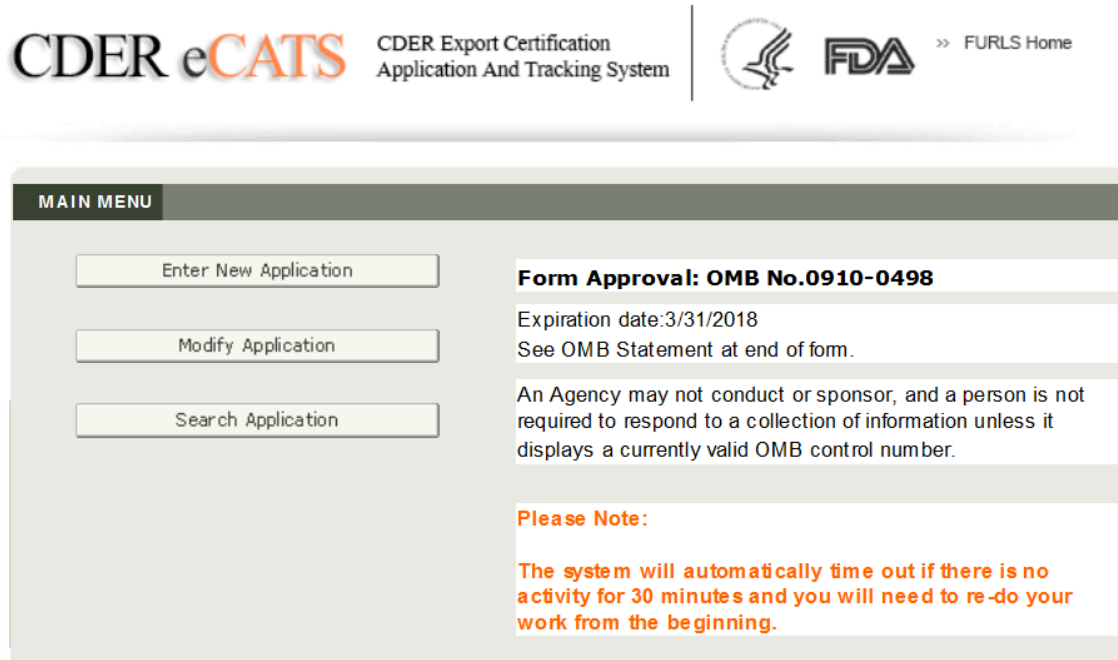 CDER eCATS
CDER Export Certification
Application And Tracking System
FDA
>> FURLS Home
MAIN MENU
Enter New Application
Modify Application
Search Application
Form Approval: OMB No.0910-0498
Expiration date:3/31/2018
See OMB Statement at end of form.
An Agency may not conduct or sponsor, and a person is not
required to respond to a collection of information unless it
displays a currently valid OMB control number.
Please Note:
The system will automatically time out if there is no
activity for 30 minutes and you will need to re-do your
work from the beginning.